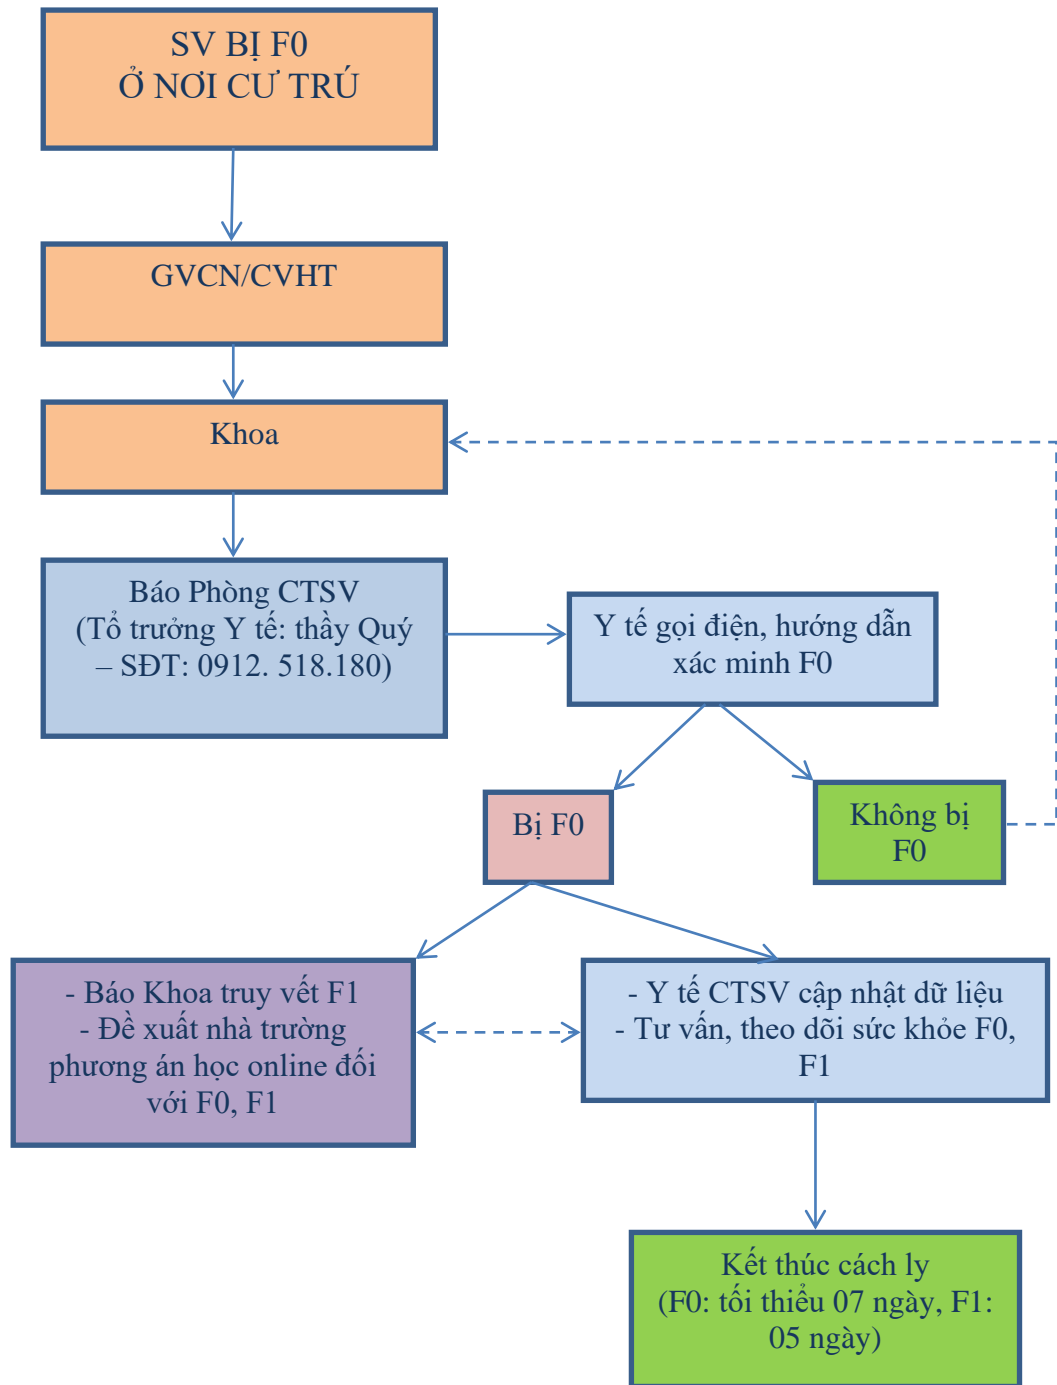 SV BỊ F0
Ở NƠI CƯ TRÚ
GVCN/CVHT
Khoa
Báo Phòng CTSV
(Tổ trưởng Y tế: thầy Quý
– SĐT: 0912. 518.180)
Y tế gọi điện, hướng dẫn
xác minh F0
Bị F0
Không bị
F0
- Báo Khoa truy vết F1
- Đề xuất nhà trường
phương án học online đối
với F0, F1
- Y tế CTSV cập nhật dữ liệu
- Tư vấn, theo dõi sức khỏe F0,
F1
Kết thúc cách ly
(F0: tối thiểu 07 ngày, F1:
05 ngày)